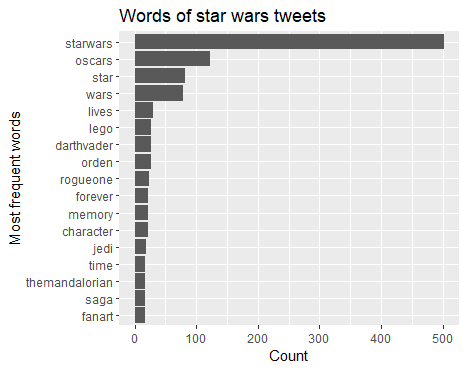 Words of star wars tweets
Most frequent words
starwars
oscars
star
wars
lives
lego
darthvader
orden
rogueone
forever
memory
character
jedi
time
themandalorian
saga
fanart
0 100 200 300 400 500
Count